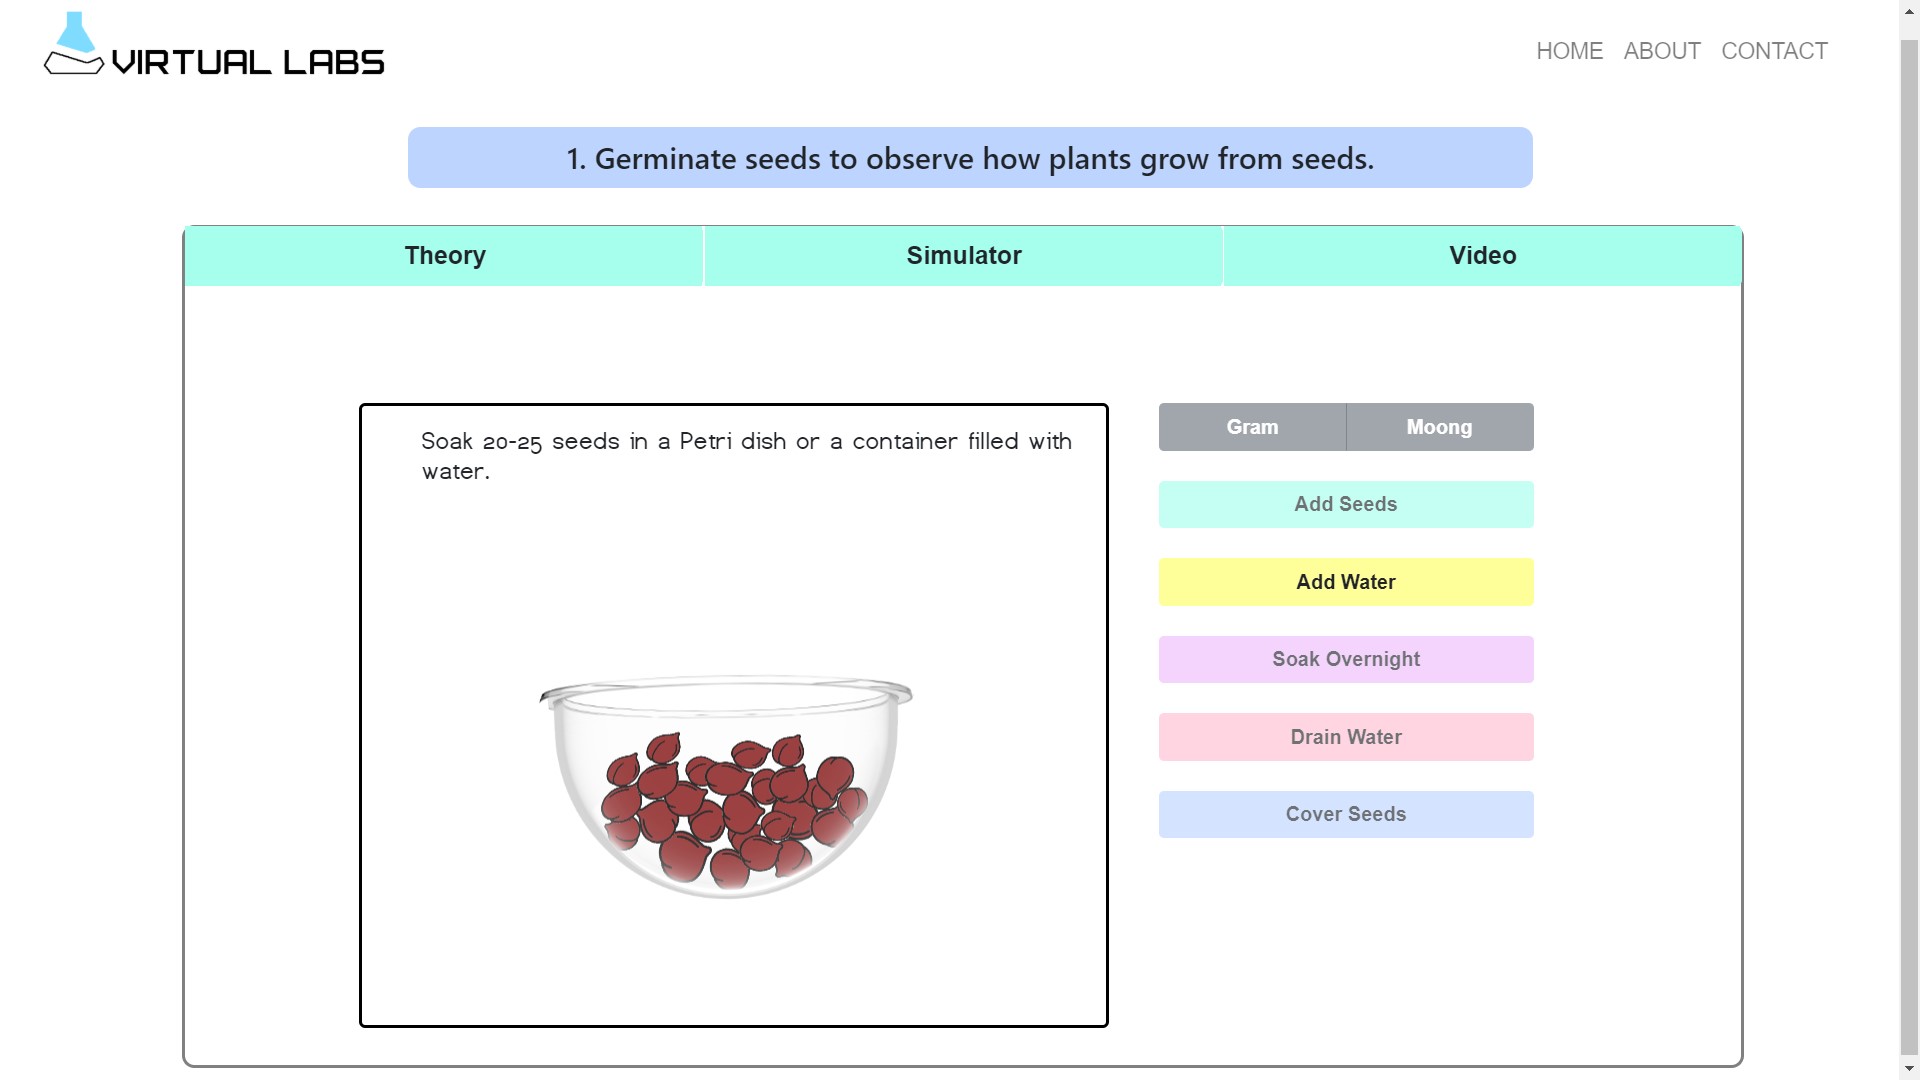 VIRTUAL LABS
HOME ABOUT CONTACT
1. Germinate seeds to observe how plants grow from seeds.
Theory Simulator Video
Soak 20-25 seeds in a Petri dish or a container filled with
water.
Gram Moong
Add Seeds
Add Water
Soak Overnight
Drain Water
Cover Seeds